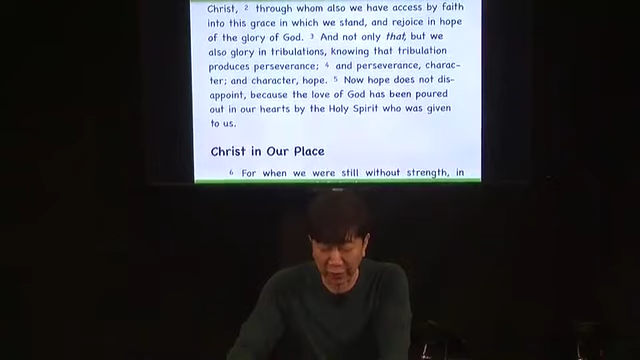 Christ, 2 through whom also we have access by faith
into this grace in which we stand, and rejoice in hope
of the glory of God. 3 And not only that, but we
also glory in tribulations, knowing that tribulation
produces perseverance; 4 and perseverance, charac-
ter; and character, hope. 5 Now hope does not dis-
appoint, because the love of God has been poured
out in our hearts by the Holy Spirit who was given
to us.
Christ in Our Place
6 For when we were still without strength, in